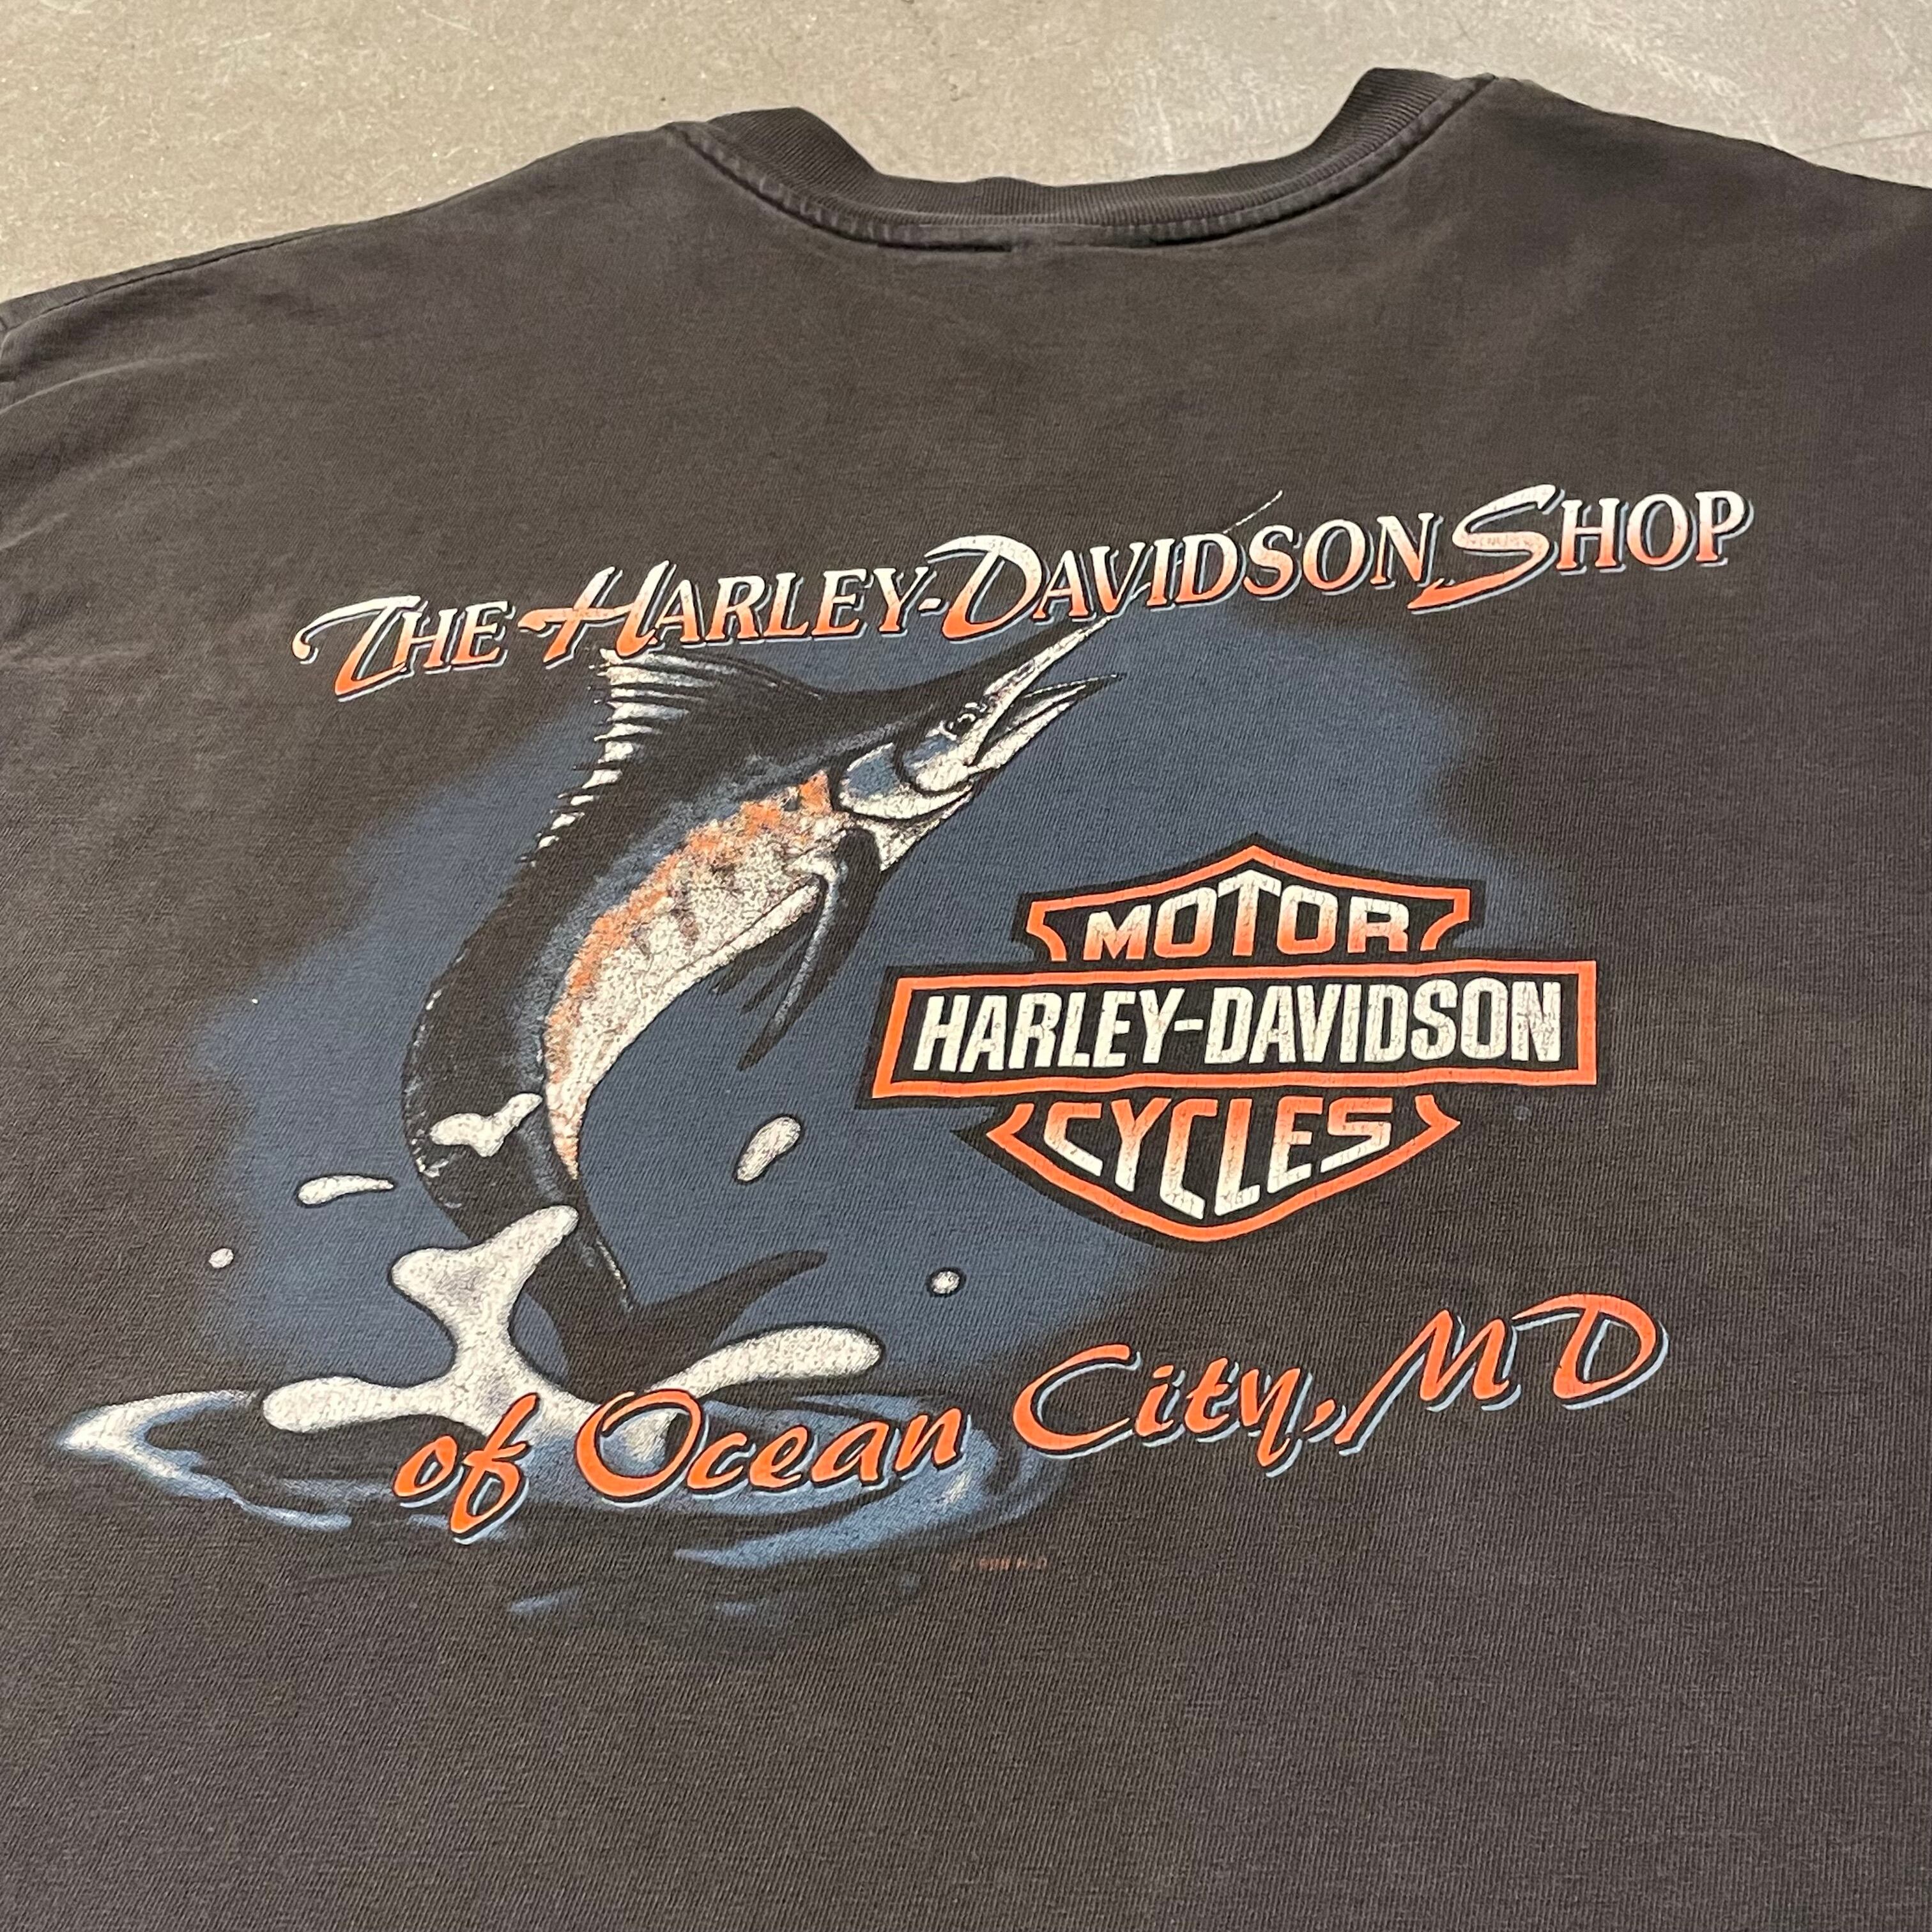 THE HARLEY-DAVIDSON SHOP
MOTOR
HARLEY-DAVIDSON
CYCLES
of Ocean City, MD